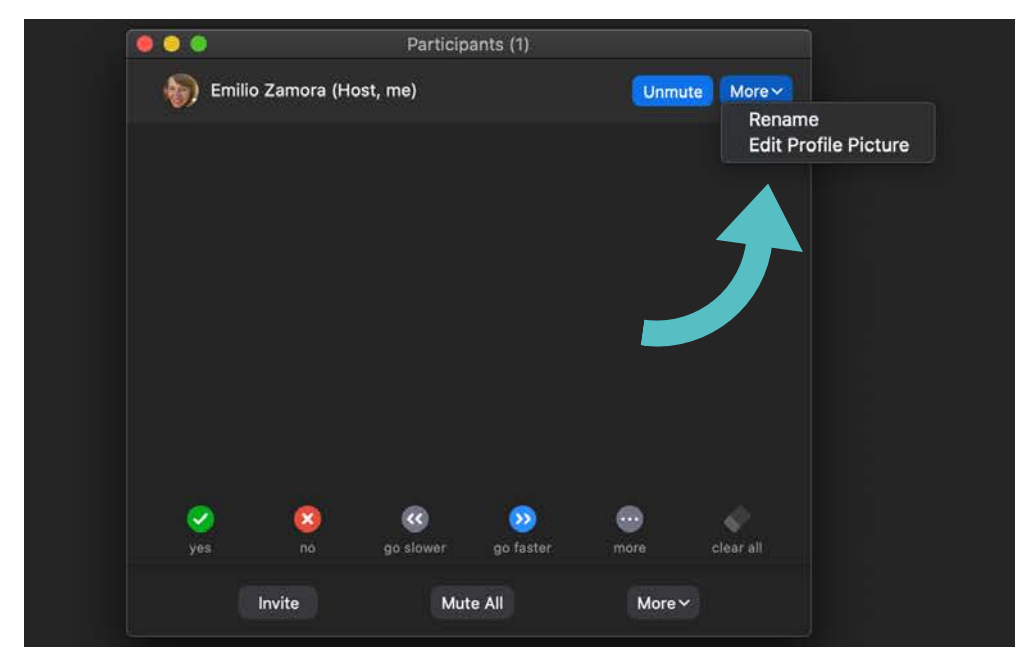 Participants (1)
Emilio Zamora (Host, me)
Unmute
More
Rename
Edit Profile Picture
yes
no
go slower
go faster
more
clear all
Invite
Mute All
More